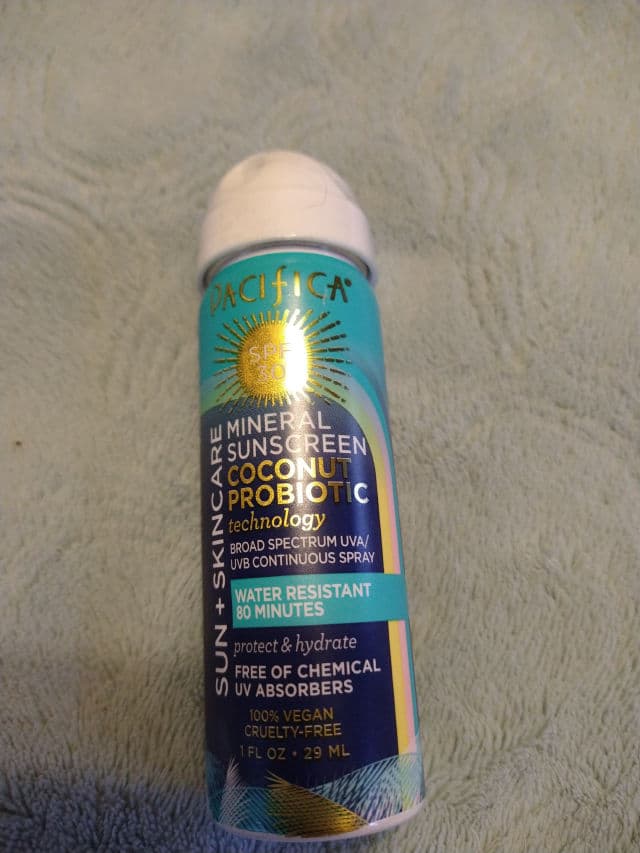 PACIFICA®
SPF
30
SUN + SKINCARE
MINERAL
SUNSCREEN
COCONUT
PROBIOTIC
technology
BROAD SPECTRUM UVA/
UVB CONTINUOUS SPRAY
WATER RESISTANT
80 MINUTES
protect & hydrate
FREE OF CHEMICAL
UV ABSORBERS
100% VEGAN
CRUELTY-FREE
1 FL OZ • 29 ML